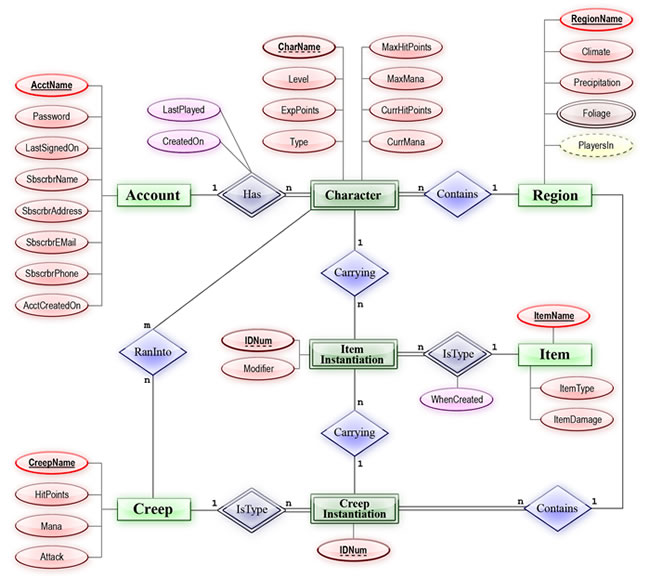 RegionName
CharName
MaxHitPoints
Climate
Level
MaxMana
AcctName
Precipitation
LastPlayed
ExpPoints
CurrHitPoints
Password
Foliage
CreatedOn
Type
CurrMana
LastSignedOn
PlayersIn
SbscrbrName
Account
1
Has
n
Character
n
Contains
1
Region
SbscrbrAddress
SbscrbrEMail
1
SbscrbrPhone
Carrying
AcctCreatedOn
n
ItemName
m
IDNum
RanInto
Item
Instantiation
n
IsType
1
Item
Modifier
n
ItemType
WhenCreated
n
ItemDamage
Carrying
CreepName
1
HitPoints
Creep
1
IsType
n
Creep
Instantiation
n
Contains
1
Mana
IDNum
Attack